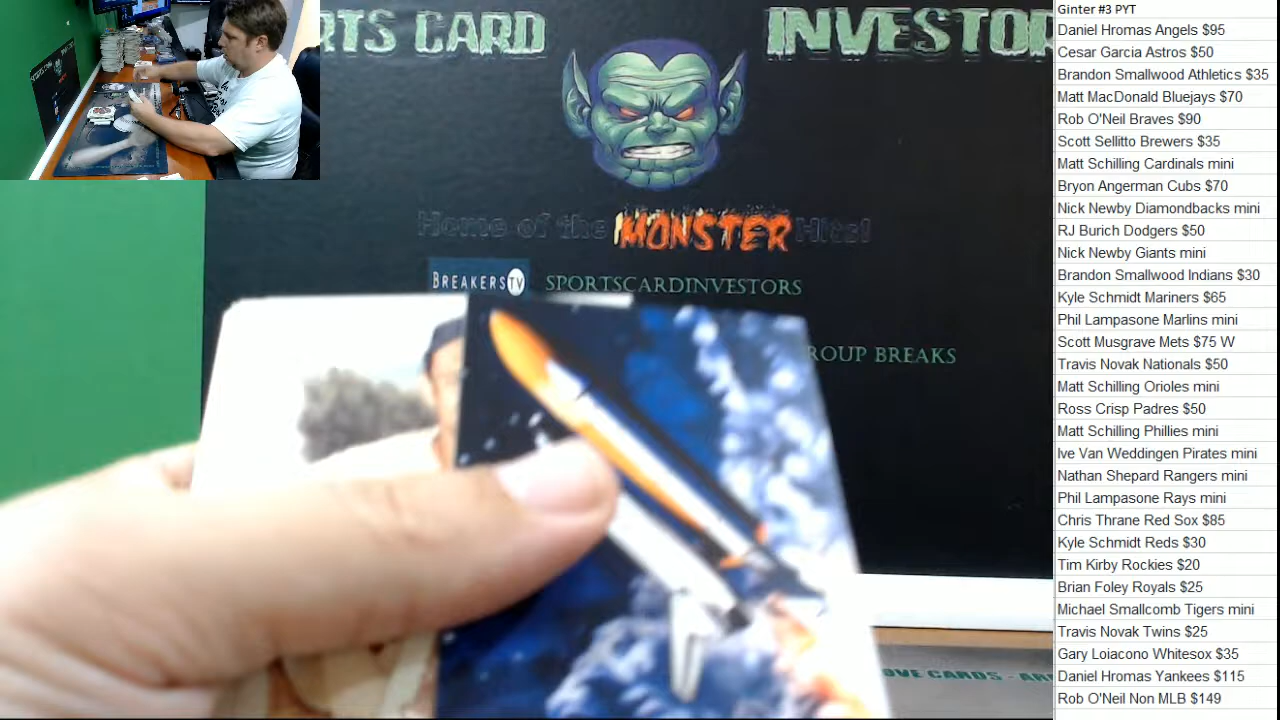 RTS CARD INVESTOR
Home of the MONSTER Hits!
BREAKERSTV SPORTSCARDINVESTORS
ROUP BREAKS
OVE CARDS - AR
Ginter #3 PYT
Daniel Hromas Angels $95
Cesar Garcia Astros $50
Brandon Smallwood Athletics $35
Matt MacDonald Bluejays $70
Rob O'Neil Braves $90
Scott Sellitto Brewers $35
Matt Schilling Cardinals mini
Bryon Angerman Cubs $70
Nick Newby Diamondbacks mini
RJ Burich Dodgers $50
Nick Newby Giants mini
Brandon Smallwood Indians $30
Kyle Schmidt Mariners $65
Phil Lampasone Marlins mini
Scott Musgrave Mets $75 W
Travis Novak Nationals $50
Matt Schilling Orioles mini
Ross Crisp Padres $50
Matt Schilling Phillies mini
Ive Van Weddingen Pirates mini
Nathan Shepard Rangers mini
Phil Lampasone Rays mini
Chris Thrane Red Sox $85
Kyle Schmidt Reds $30
Tim Kirby Rockies $20
Brian Foley Royals $25
Michael Smallcomb Tigers mini
Travis Novak Twins $25
Gary Loiacono Whitesox $35
Daniel Hromas Yankees $115
Rob O'Neil Non MLB $149